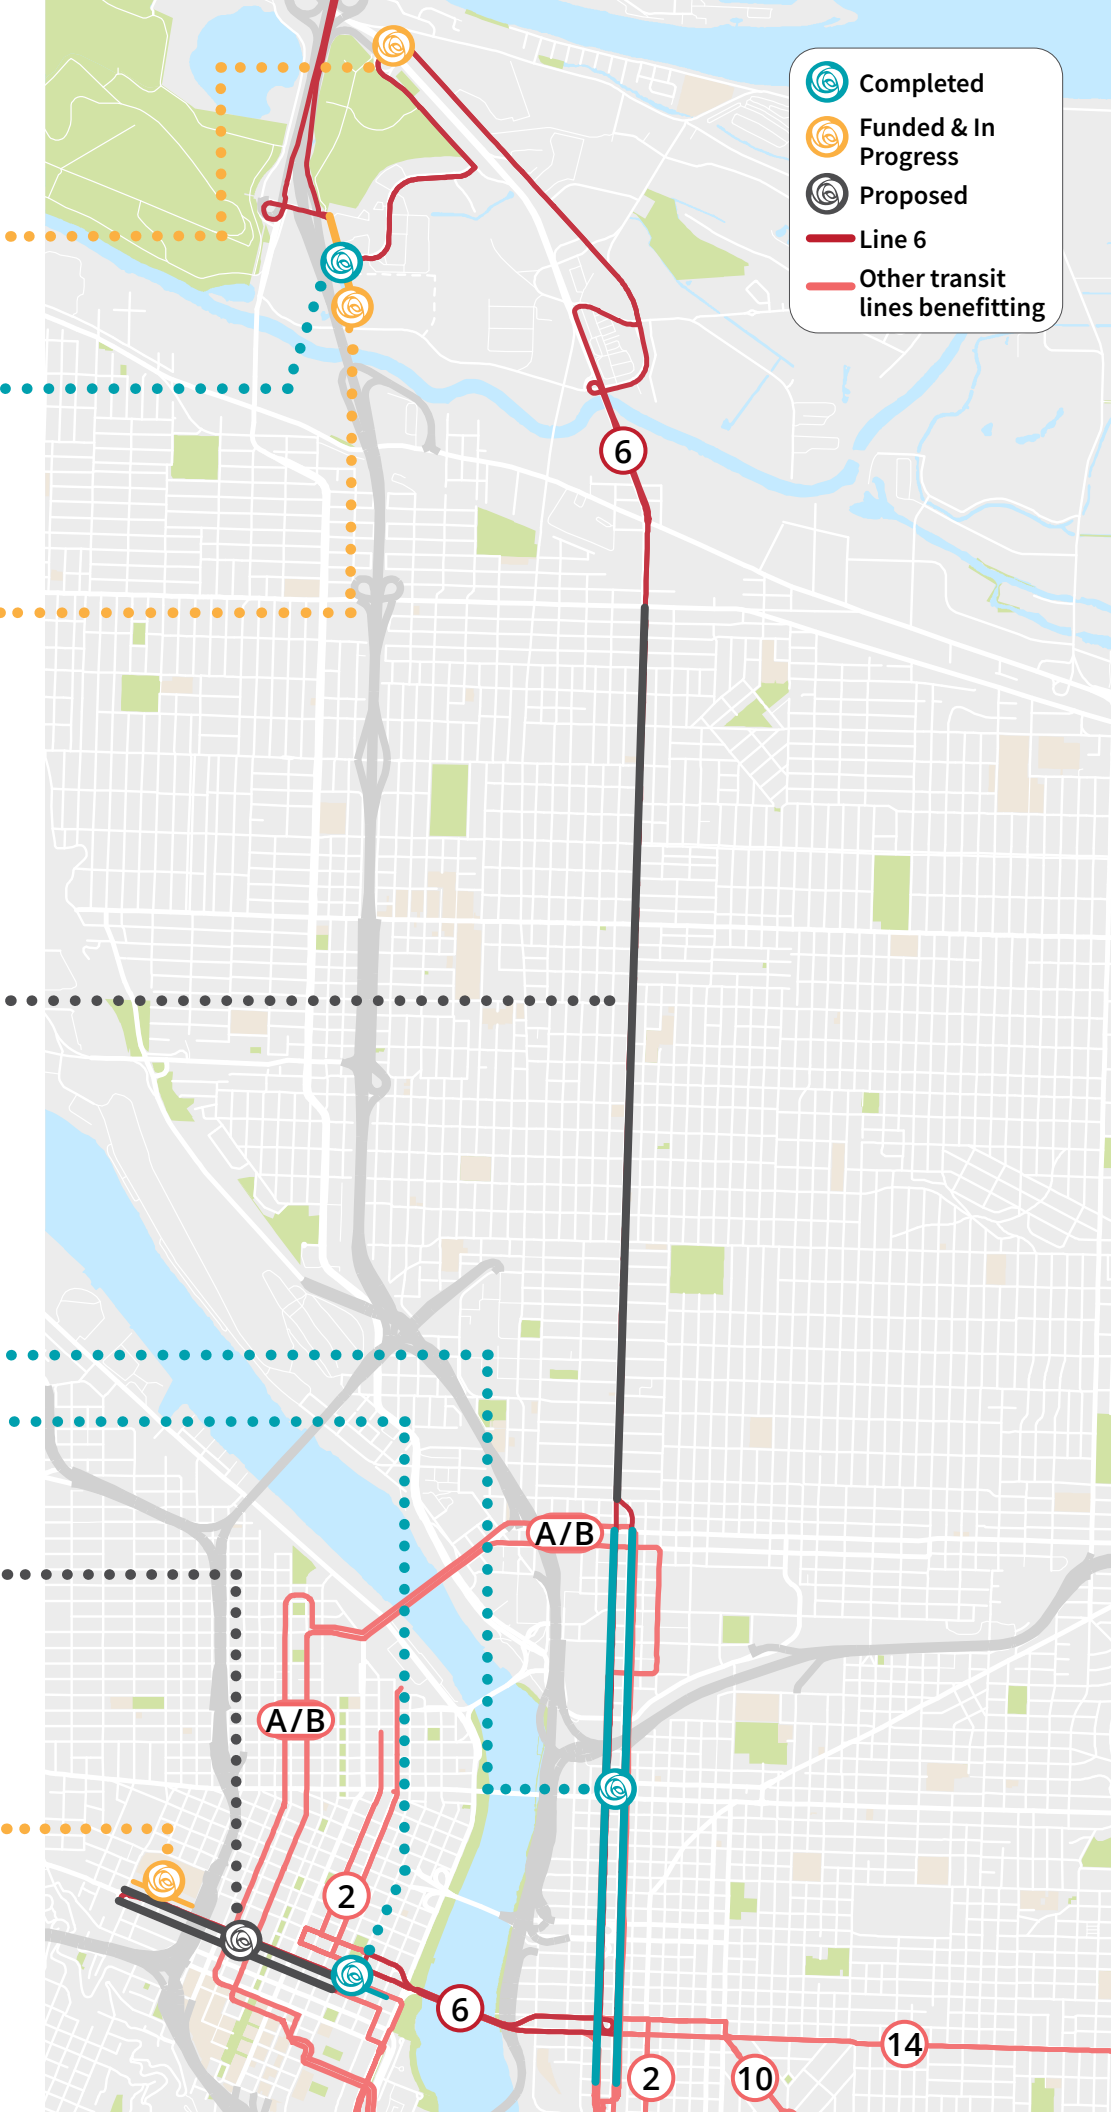 Completed
Funded & In
Progress
Proposed
Line 6
Other transit
lines benefitting
6
A/B
A/B
2
6
14
2
10